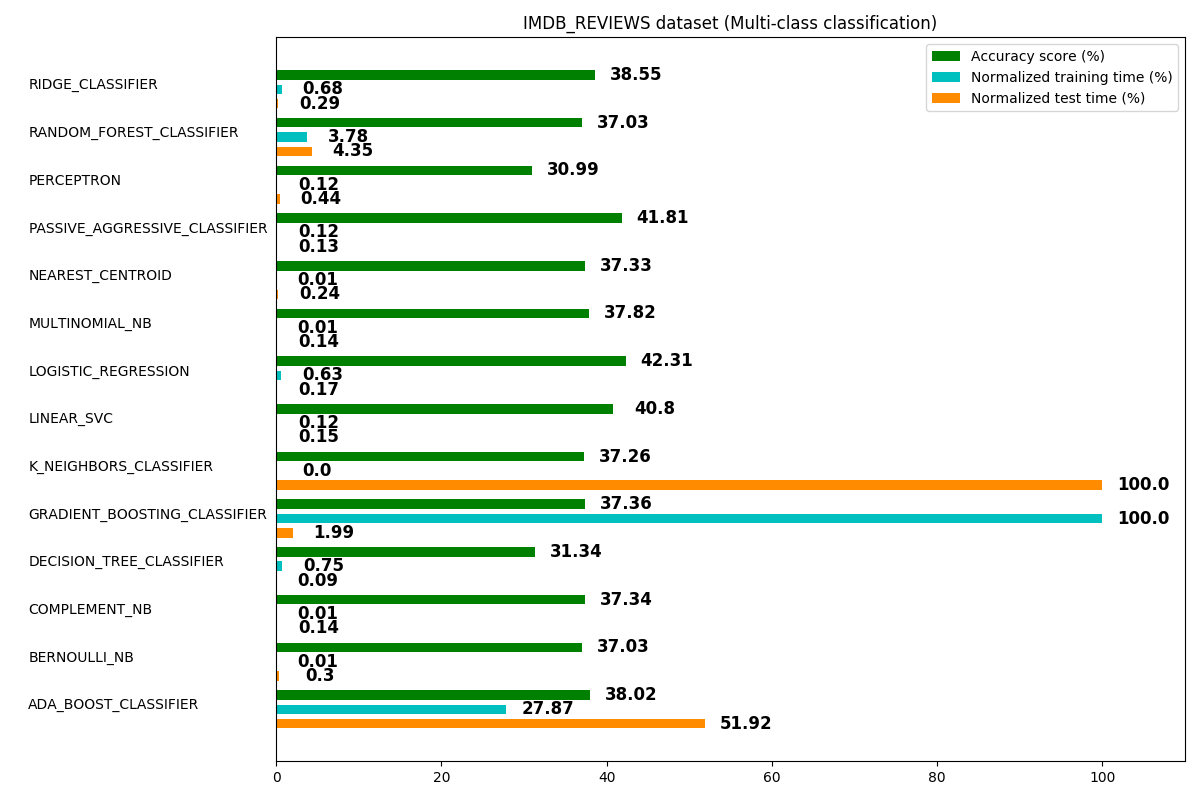 IMDB_REVIEWS dataset (Multi-class classification)
Accuracy score (%)
Normalized training time (%)
Normalized test time (%)
RIDGE_CLASSIFIER
38.55
0.68
0.29
RANDOM_FOREST_CLASSIFIER
37.03
3.78
4.35
PERCEPTRON
30.99
0.12
0.44
PASSIVE_AGGRESSIVE_CLASSIFIER
41.81
0.12
0.13
NEAREST_CENTROID
37.33
0.01
0.24
MULTINOMIAL_NB
37.82
0.01
0.14
LOGISTIC_REGRESSION
42.31
0.63
0.17
LINEAR_SVC
40.8
0.12
0.15
K_NEIGHBORS_CLASSIFIER
37.26
0.0
100.0
GRADIENT_BOOSTING_CLASSIFIER
37.36
100.0
1.99
DECISION_TREE_CLASSIFIER
31.34
0.75
0.09
COMPLEMENT_NB
37.34
0.01
0.14
BERNOULLI_NB
37.03
0.01
0.3
ADA_BOOST_CLASSIFIER
38.02
27.87
51.92
0 20 40 60 80 100